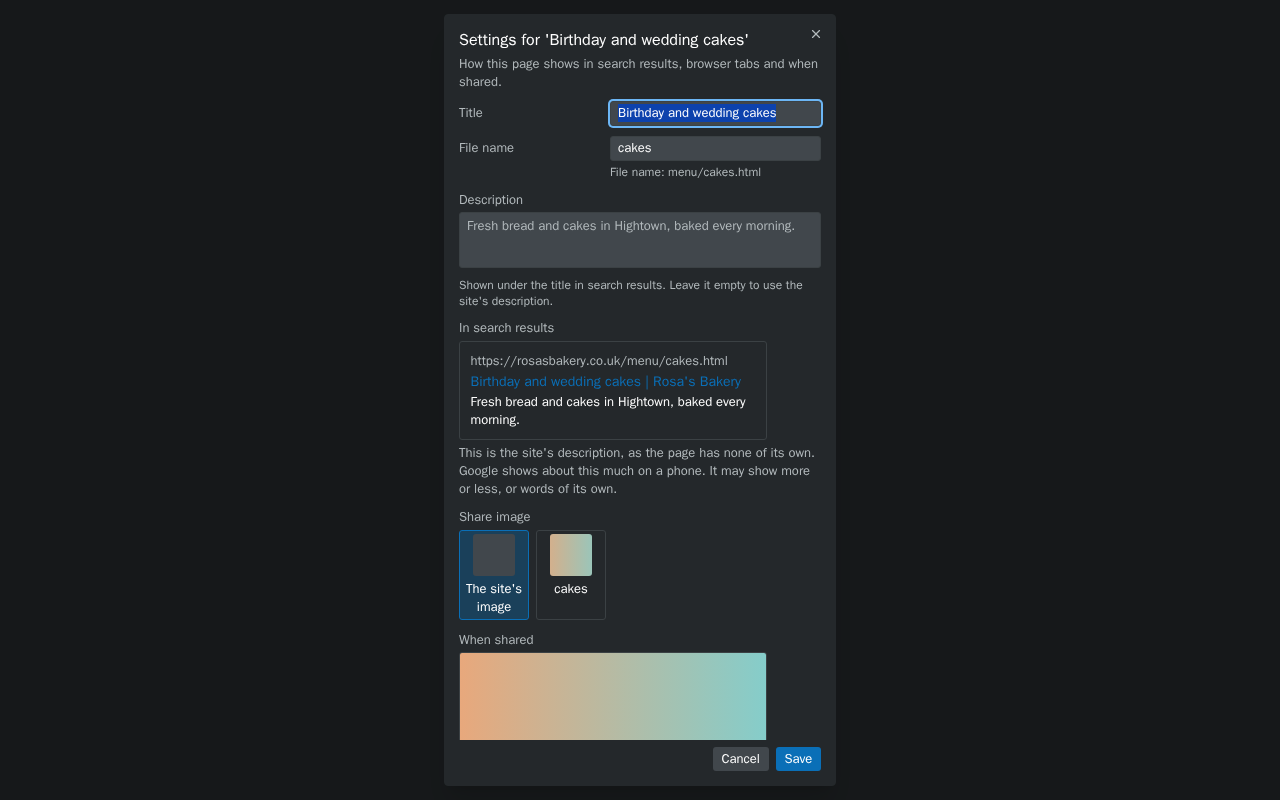 Settings for 'Birthday and wedding cakes'
How this page shows in search results, browser tabs and when
shared.
Title
Birthday and wedding cakes
File name
cakes
File name: menu/cakes.html
Description
Fresh bread and cakes in Hightown, baked every morning.
Shown under the title in search results. Leave it empty to use the
site's description.
In search results
https://rosasbakery.co.uk/menu/cakes.html
Birthday and wedding cakes | Rosa's Bakery
Fresh bread and cakes in Hightown, baked every
morning.
This is the site's description, as the page has none of its own.
Google shows about this much on a phone. It may show more
or less, or words of its own.
Share image
The site's
image
cakes
When shared
Cancel
Save